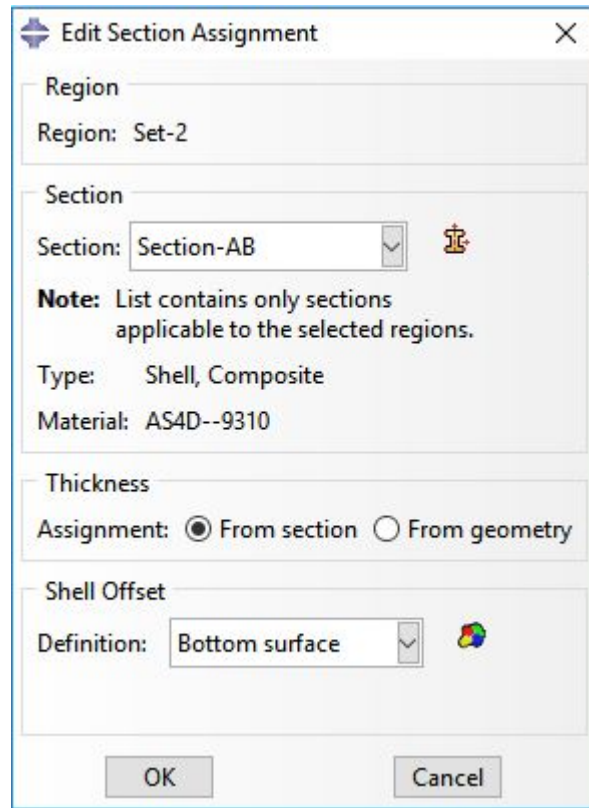 Edit Section Assignment
Region
Region: Set-2
Section
Section: Section-AB
Note: List contains only sections
applicable to the selected regions.
Type: Shell, Composite
Material: AS4D--9310
Thickness
Assignment: From section From geometry
Shell Offset
Definition: Bottom surface
OK Cancel